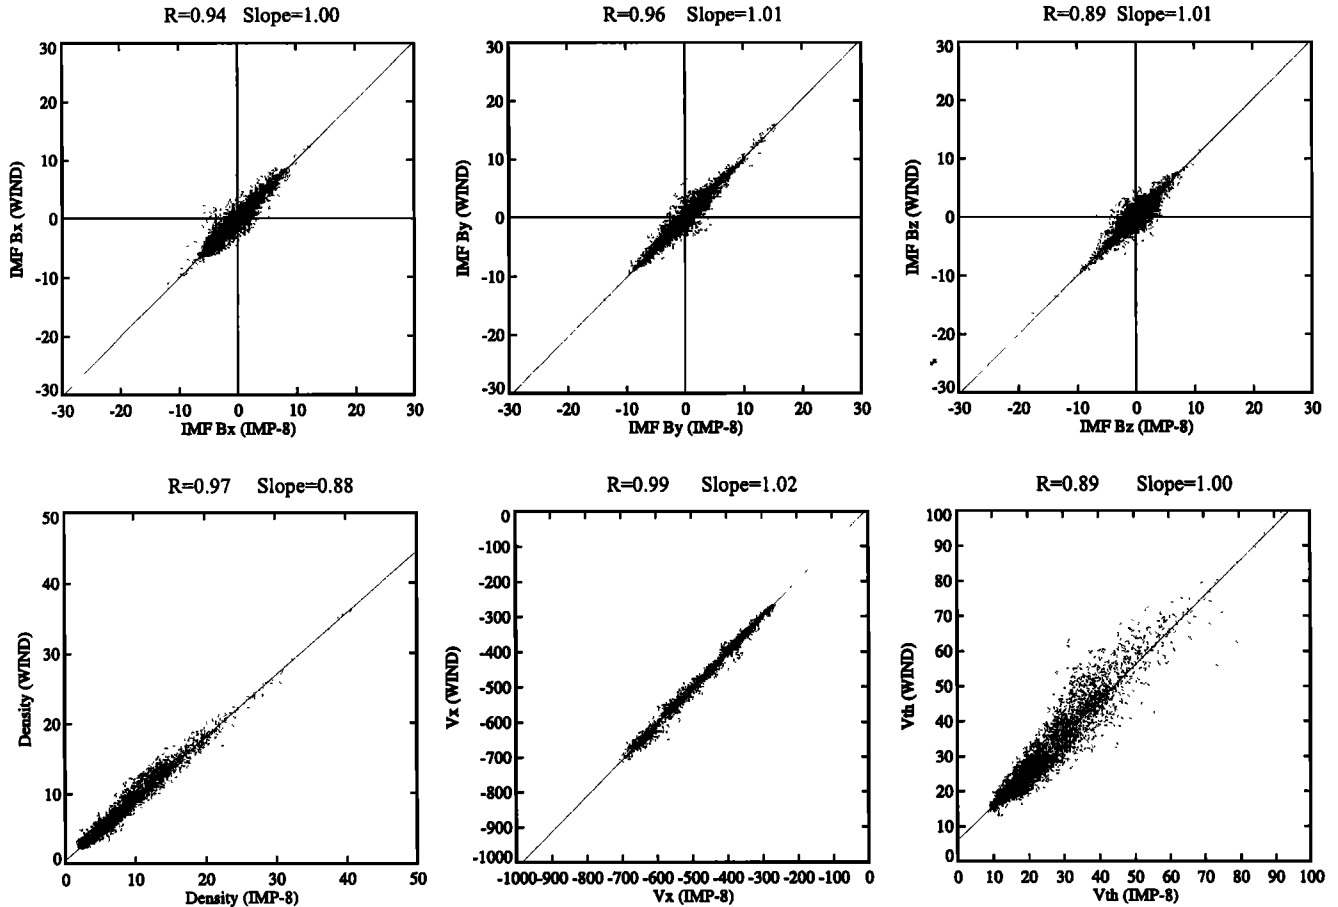 R=0.94 Slope=1.00
30
20
10
0
-10
-20
-30
IMF Bx (WIND)
-30 -20 -10 0 10 20 30
IMF Bx (IMP-8)
R=0.96 Slope=1.01
30
20
10
0
-10
-20
-30
IMF By (WIND)
-30 -20 -10 0 10 20 30
IMF By (IMP-8)
R=0.89 Slope=1.01
30
20
10
0
-10
-20
-30
IMF Bz (WIND)
-30 -20 -10 0 10 20 30
IMF Bz (IMP-8)
R=0.97 Slope=0.88
50
40
30
20
10
0
Density (WIND)
0 10 20 30 40 50
Density (IMP-8)
R=0.99 Slope=1.02
0
-100
-200
-300
-400
-500
-600
-700
-800
-900
-1000
Vx (WIND)
-1000 -900 -800 -700 -600 -500 -400 -300 -200 -100 0
Vx (IMP-8)
R=0.89 Slope=1.00
100
90
80
70
60
50
40
30
20
10
0
Vth (WIND)
0 10 20 30 40 50 60 70 80 90 100
Vth (IMP-8)